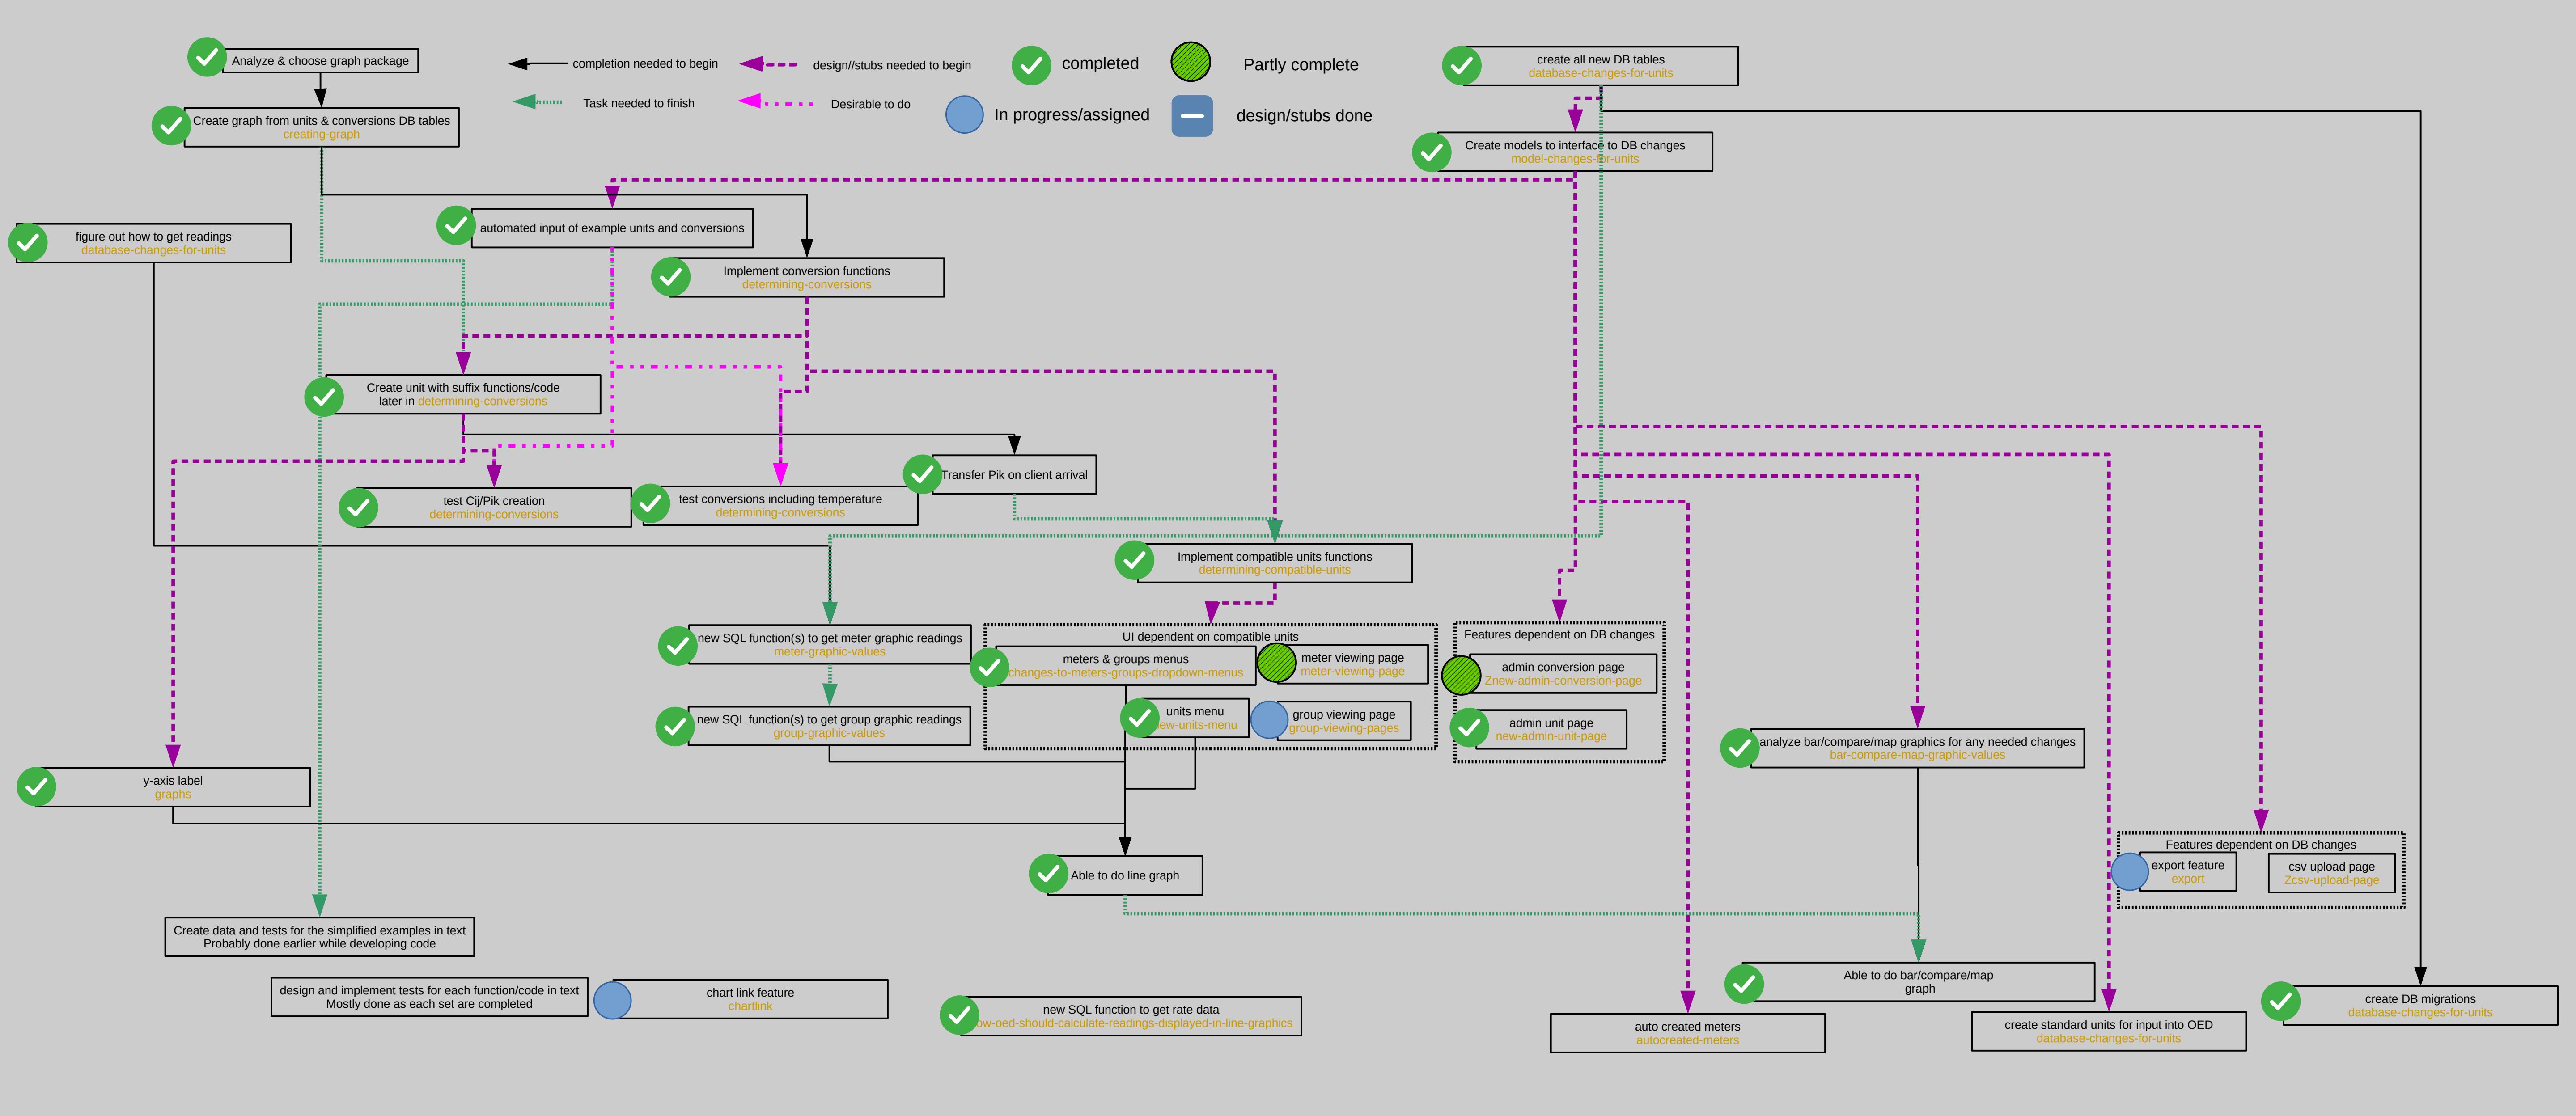 Analyze & choose graph package
completion needed to begin
design//stubs needed to begin
completed
Partly complete
Task needed to finish
Desirable to do
In progress/assigned
design/stubs done
create all new DB tables
database-changes-for-units
Create graph from units & conversions DB tables
creating-graph
Create models to interface to DB changes
model-changes-for-units
figure out how to get readings
database-changes-for-units
automated input of example units and conversions
Implement conversion functions
determining-conversions
Create unit with suffix functions/code
later in determining-conversions
Transfer Pik on client arrival
test Cij/Pik creation
determining-conversions
test conversions including temperature
determining-conversions
Implement compatible units functions
determining-compatible-units
new SQL function(s) to get meter graphic readings
meter-graphic-values
UI dependent on compatible units
meters & groups menus
changes-to-meters-groups-dropdown-menus
meter viewing page
meter-viewing-page
units menu
ew-units-menu
group viewing page
group-viewing-pages
Features dependent on DB changes
admin conversion page
Znew-admin-conversion-page
admin unit page
new-admin-unit-page
new SQL function(s) to get group graphic readings
group-graphic-values
analyze bar/compare/map graphics for any needed changes
bar-compare-map-graphic-values
y-axis label
graphs
Features dependent on DB changes
export feature
export
csv upload page
Zcsv-upload-page
Able to do line graph
Create data and tests for the simplified examples in text
Probably done earlier while developing code
design and implement tests for each function/code in text
Mostly done as each set are completed
chart link feature
chartlink
new SQL function to get rate data
ow-oed-should-calculate-readings-displayed-in-line-graphics
Able to do bar/compare/map
graph
auto created meters
autocreated-meters
create standard units for input into OED
database-changes-for-units
create DB migrations
database-changes-for-units